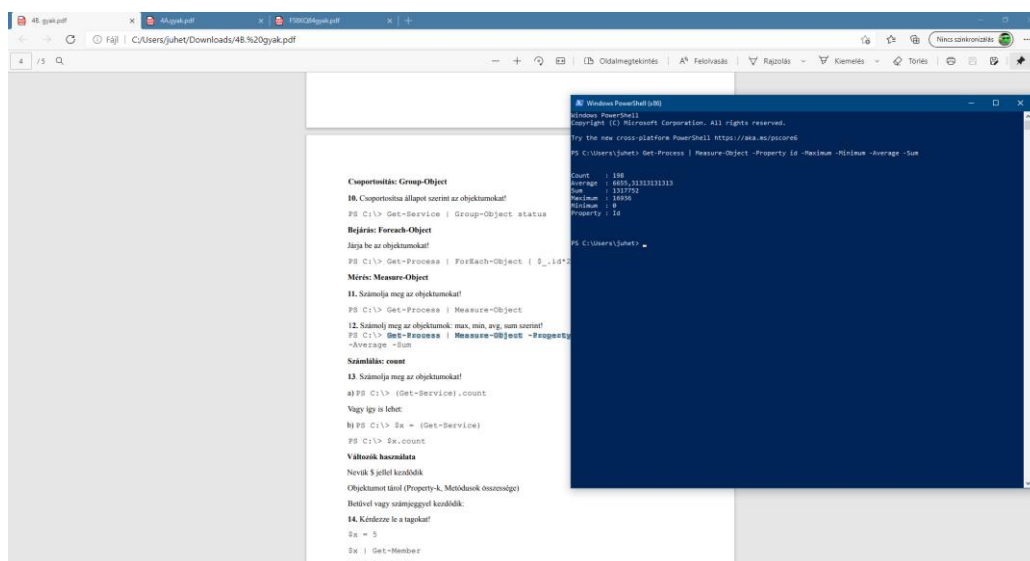 4B. gyak.pdf
4A.gyak.pdf
F5BXQ84gyak.pdf
Fájl
C:/Users/juhet/Downloads/4B.%20gyak.pdf
Nincs szinkronizálás
4 /5
Oldalmegtekintés
Felolvasás
Rajzolás
Kiemelés
Törlés
Csoportosítás: Group-Object
10. Csoportosítsa állapot szerint az objektumokat!
PS C:\> Get-Service | Group-Object status
Bejárás: Foreach-Object
Járja be az objektumokat!
PS C:\> Get-Process | ForEach-Object { $_.id*2
Mérés: Measure-Object
11. Számolja meg az objektumokat!
PS C:\> Get-Process | Measure-Object
12. Számolj meg az objektumok: max, min, avg, sum szerint!
PS C:\> Get-Process | Measure-Object -Property
-Average -Sum
Számlálás: count
13. Számolja meg az objektumokat!
a) PS C:\> (Get-Service).count
Vagy így is lehet:
b) PS C:\> $x = (Get-Service)
PS C:\> $x.count
Változók használata
Nevük $ jellel kezdődik
Objektumot tárol (Property-k, Metódusok összessége)
Betűvel vagy számjeggyel kezdődik:
14. Kérdezze le a tagokat!
$x = 5
$x | Get-Member
Windows PowerShell (x86)
Windows PowerShell
Copyright (C) Microsoft Corporation. All rights reserved.
Try the new cross-platform PowerShell https://aka.ms/pscore6
PS C:\Users\juhet> Get-Process | Measure-Object -Property id -Maximum -Minimum -Average -Sum
Count : 198
Average : 6655,31313131313
Sum : 1317752
Maximum : 16936
Minimum : 0
Property : Id
PS C:\Users\juhet>